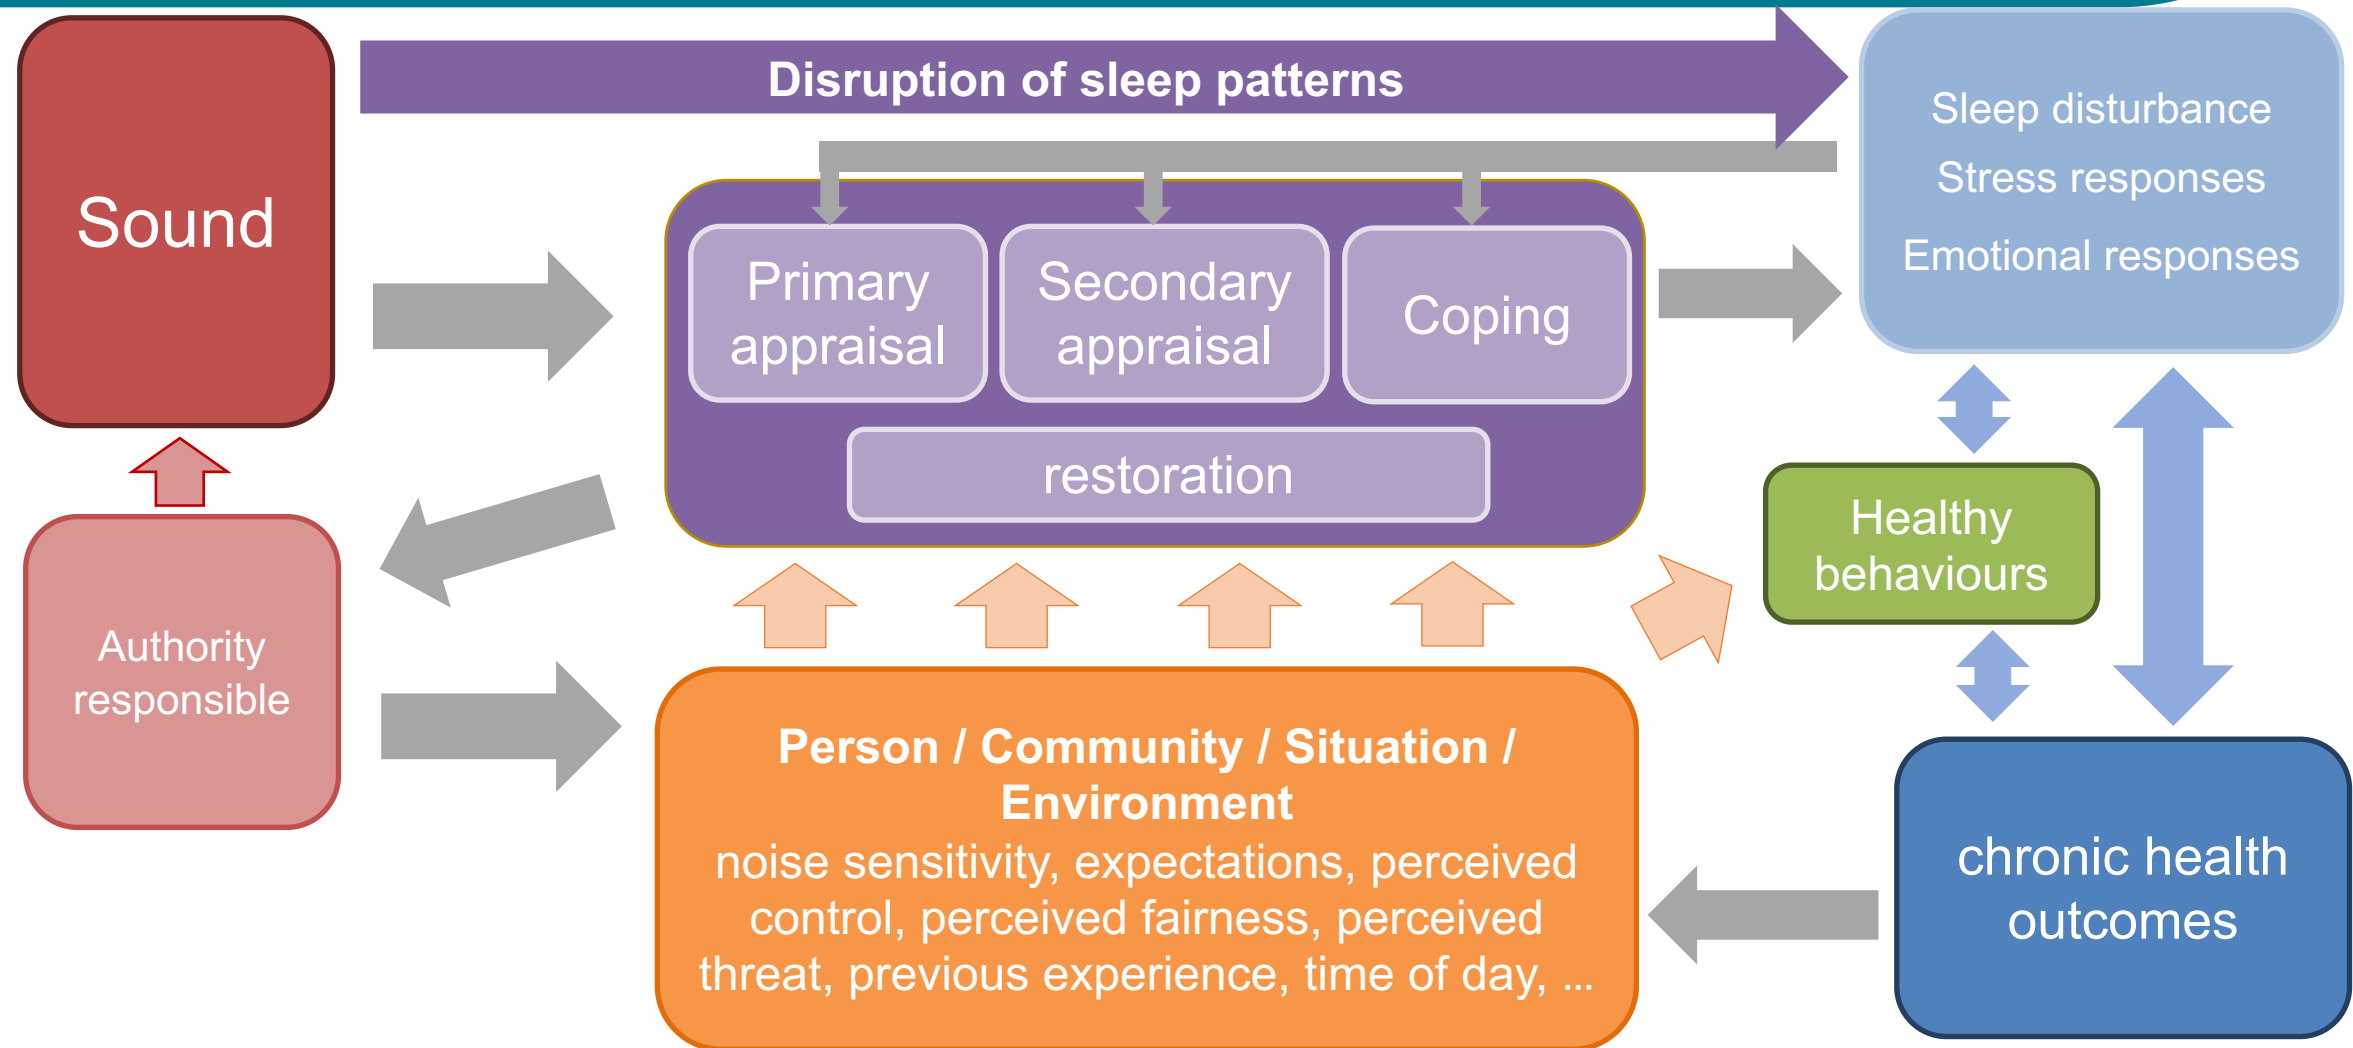 Disruption of sleep patterns
Sound
Primary
appraisal
Secondary
appraisal
Coping
restoration
Sleep disturbance
Stress responses
Emotional responses
Healthy
behaviours
Authority
responsible
Person / Community / Situation /
Environment
noise sensitivity, expectations, perceived
control, perceived fairness, perceived
threat, previous experience, time of day, ...
chronic health
outcomes